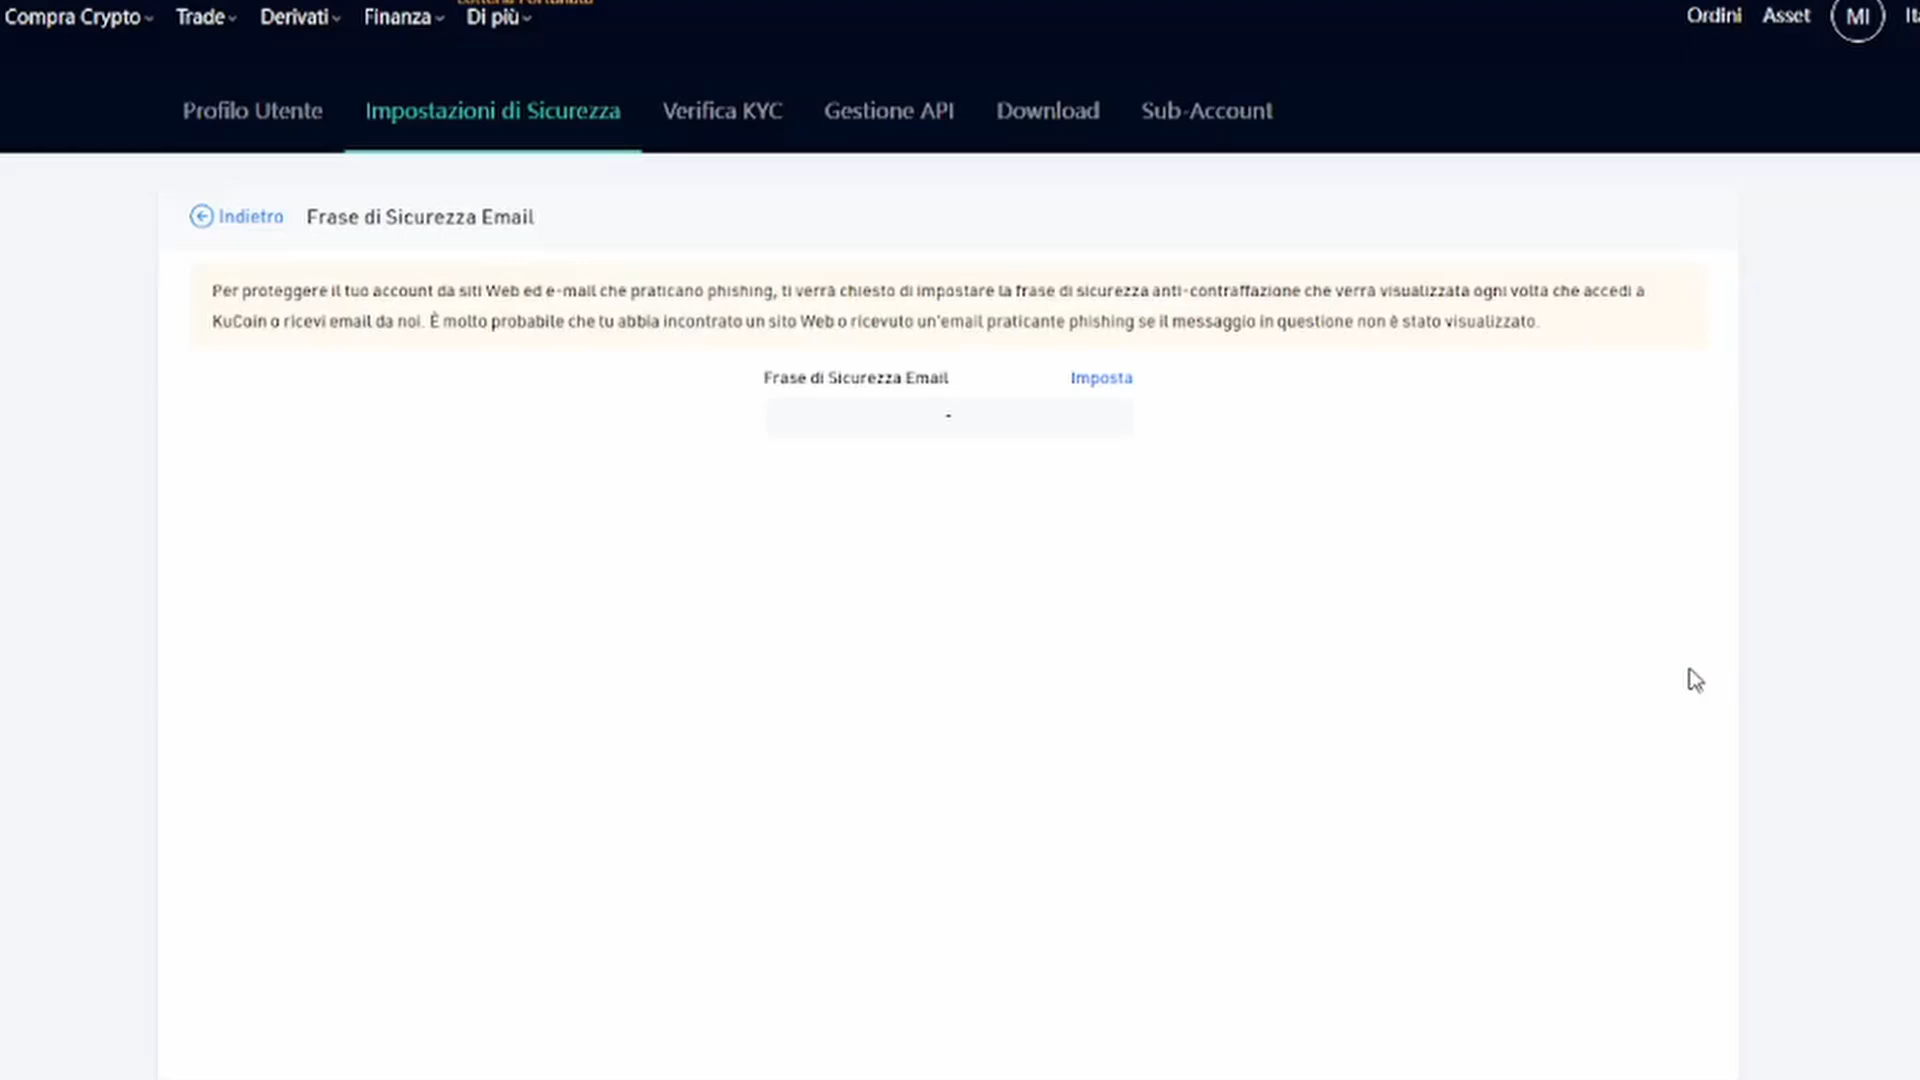 Compra Crypto Trade Derivati Finanza Di più Ordini Asset MI
Profilo Utente Impostazioni di Sicurezza Verifica KYC Gestione API Download Sub-Account
Indietro Frase di Sicurezza Email
Per proteggere il tuo account da siti Web ed e-mail che praticano phishing, ti verrà chiesto di impostare la frase di sicurezza anti-contraffazione che verrà visualizzata ogni volta che accedi a
KuCoin o ricevi email da noi. È molto probabile che tu abbia incontrato un sito Web o ricevuto un'email praticante phishing se il messaggio in questione non è stato visualizzato.
Frase di Sicurezza Email Imposta
-